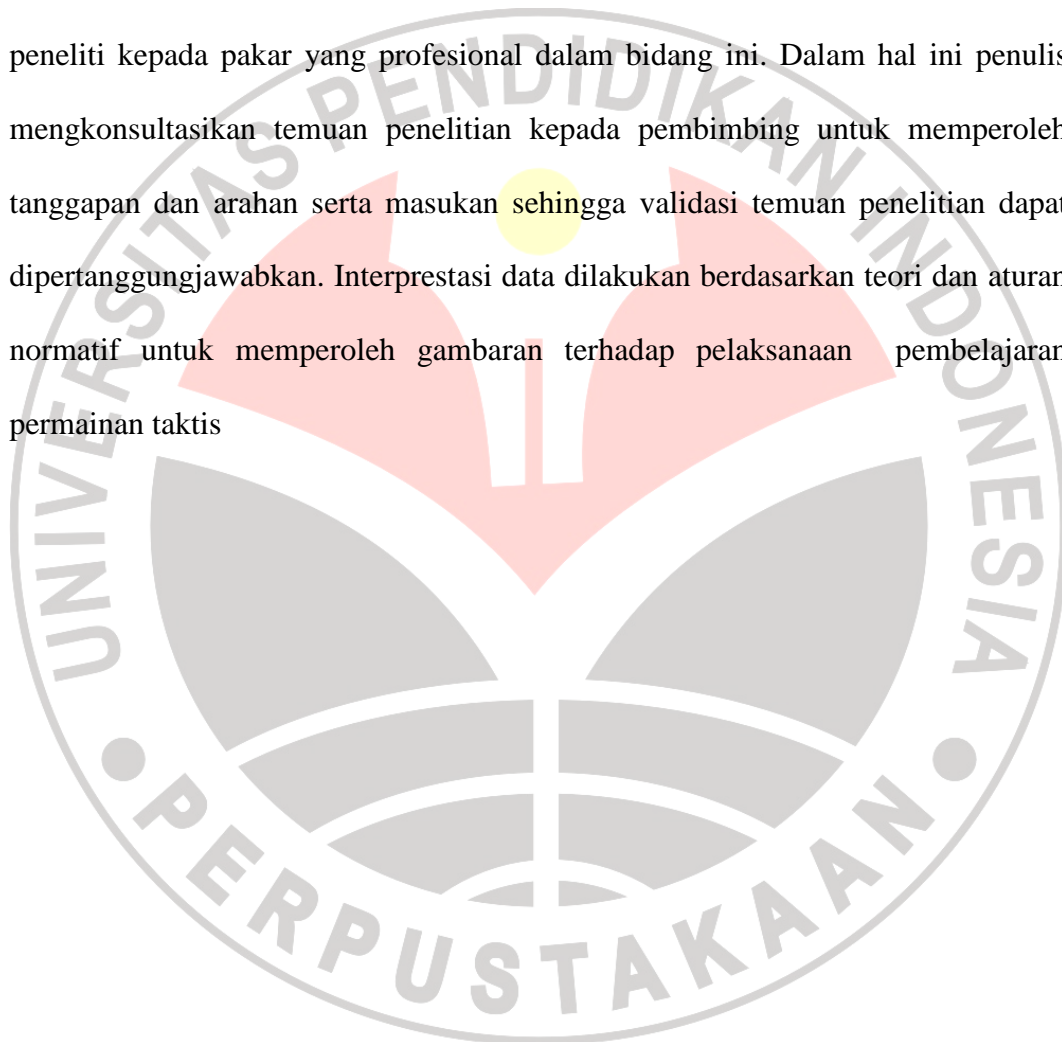 peneliti kepada pakar yang profesional dalam bidang ini. Dalam hal ini penulis
mengkonsultasikan temuan penelitian kepada pembimbing untuk memperoleh
tanggapan dan arahan serta masukan sehingga validasi temuan penelitian dapat
dipertanggungjawabkan. Interprestasi data dilakukan berdasarkan teori dan aturan
normatif untuk memperoleh gambaran terhadap pelaksanaan pembelajaran
permainan taktis
UNIVERSITAS PENDIDIKAN INDONESIA
PERPUSTAKAAN